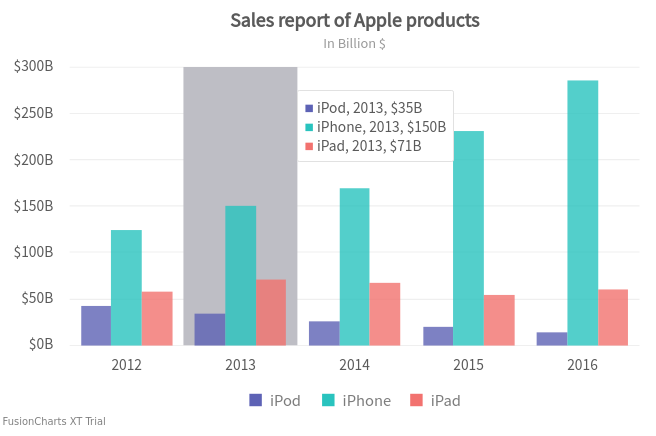 Sales report of Apple products
In Billion $
$300B
$250B
$200B
$150B
$100B
$50B
$0B
iPod, 2013, $35B
iPhone, 2013, $150B
iPad, 2013, $71B
2012 2013 2014 2015 2016
iPod iPhone iPad
FusionCharts XT Trial